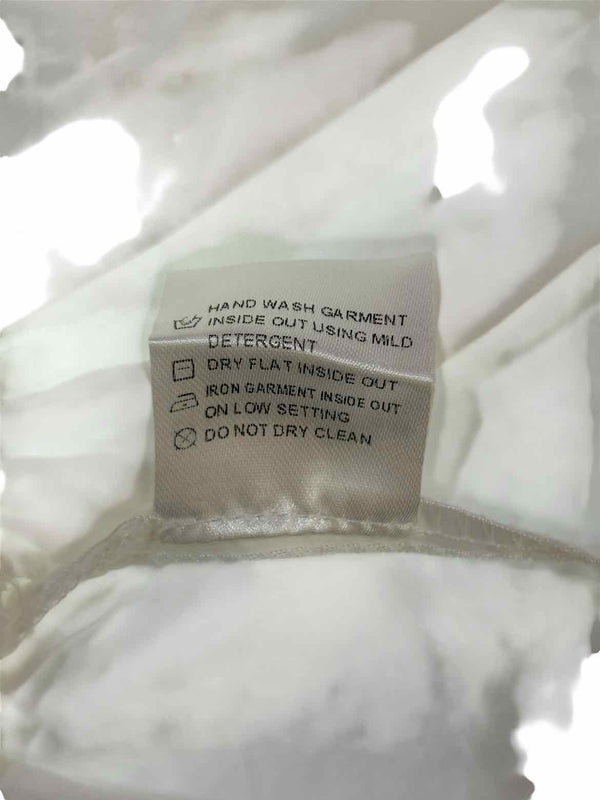 HAND WASH GARMENT
INSIDE OUT USING MILD
DETERGENT
DRY FLAT INSIDE OUT
IRON GARMENT INSIDE OUT
ON LOW SETTING
DO NOT DRY CLEAN